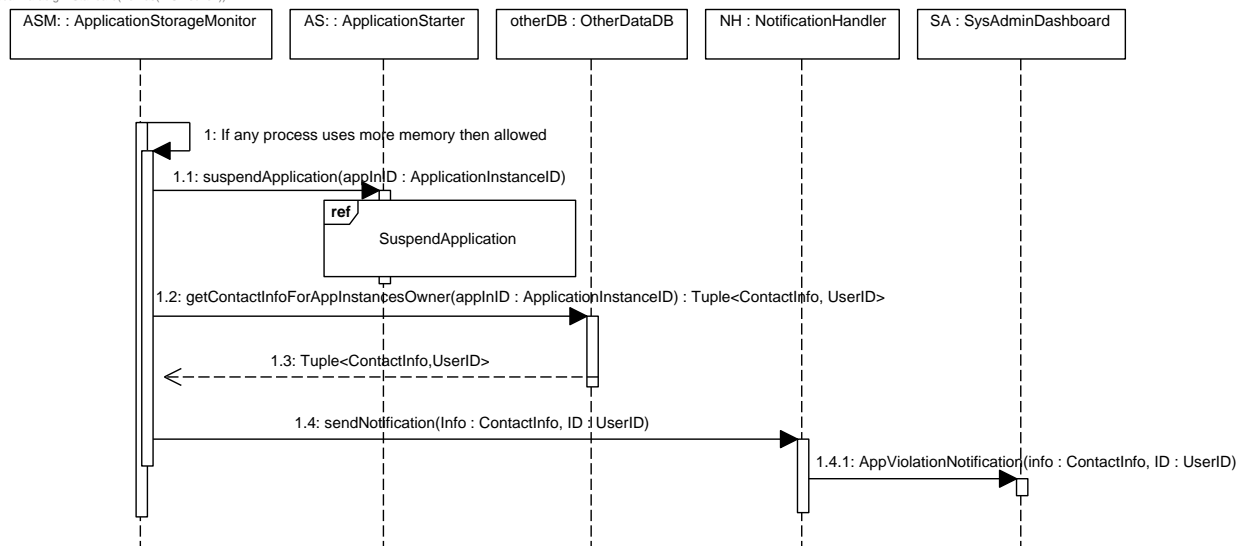 ASM: : ApplicationStorageMonitor
AS: : ApplicationStarter
otherDB : OtherDataDB
NH : NotificationHandler
SA : SysAdminDashboard
1: If any process uses more memory then allowed
1.1: suspendApplication(appInID : ApplicationInstanceID)
ref
SuspendApplication
1.2: getContactInfoForAppInstancesOwner(appInID : ApplicationInstanceID) : Tuple<ContactInfo, UserID>
1.3: Tuple<ContactInfo,UserID>
1.4: sendNotification(Info : ContactInfo, ID : UserID)
1.4.1: AppViolationNotification(info : ContactInfo, ID : UserID)